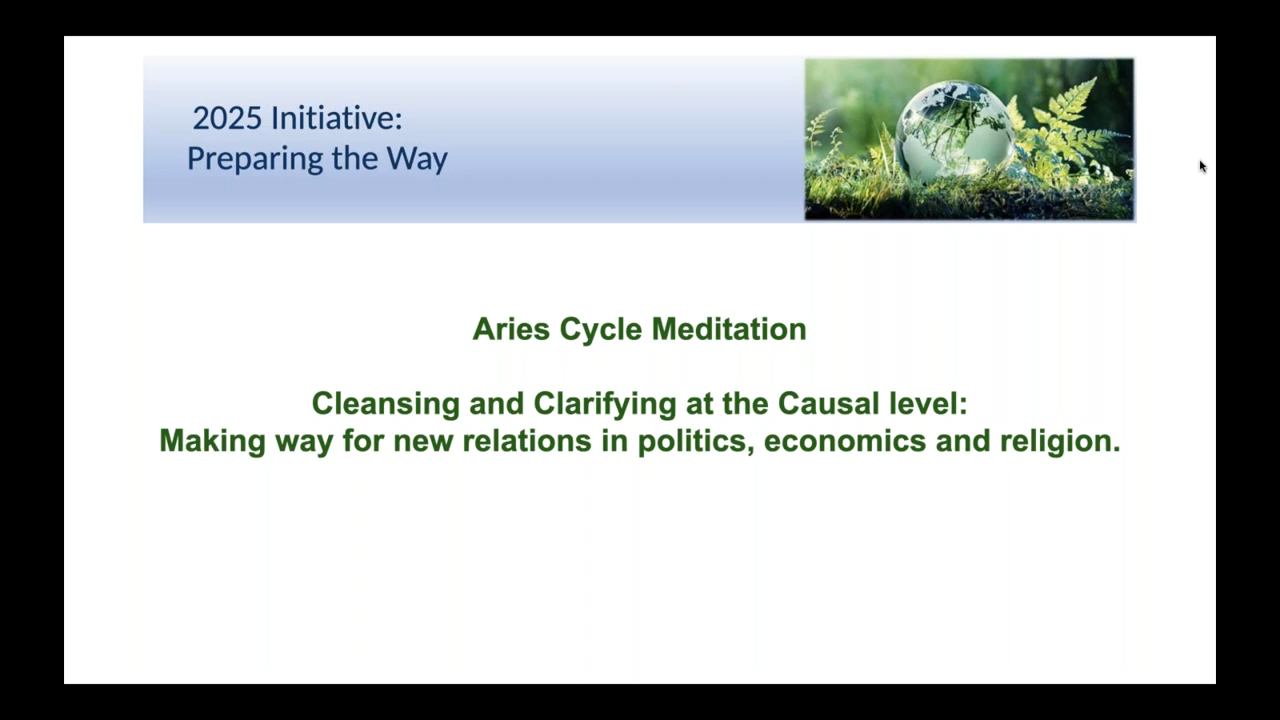 2025 Initiative:
Preparing the Way
Aries Cycle Meditation
Cleansing and Clarifying at the Causal level:
Making way for new relations in politics, economics and religion.